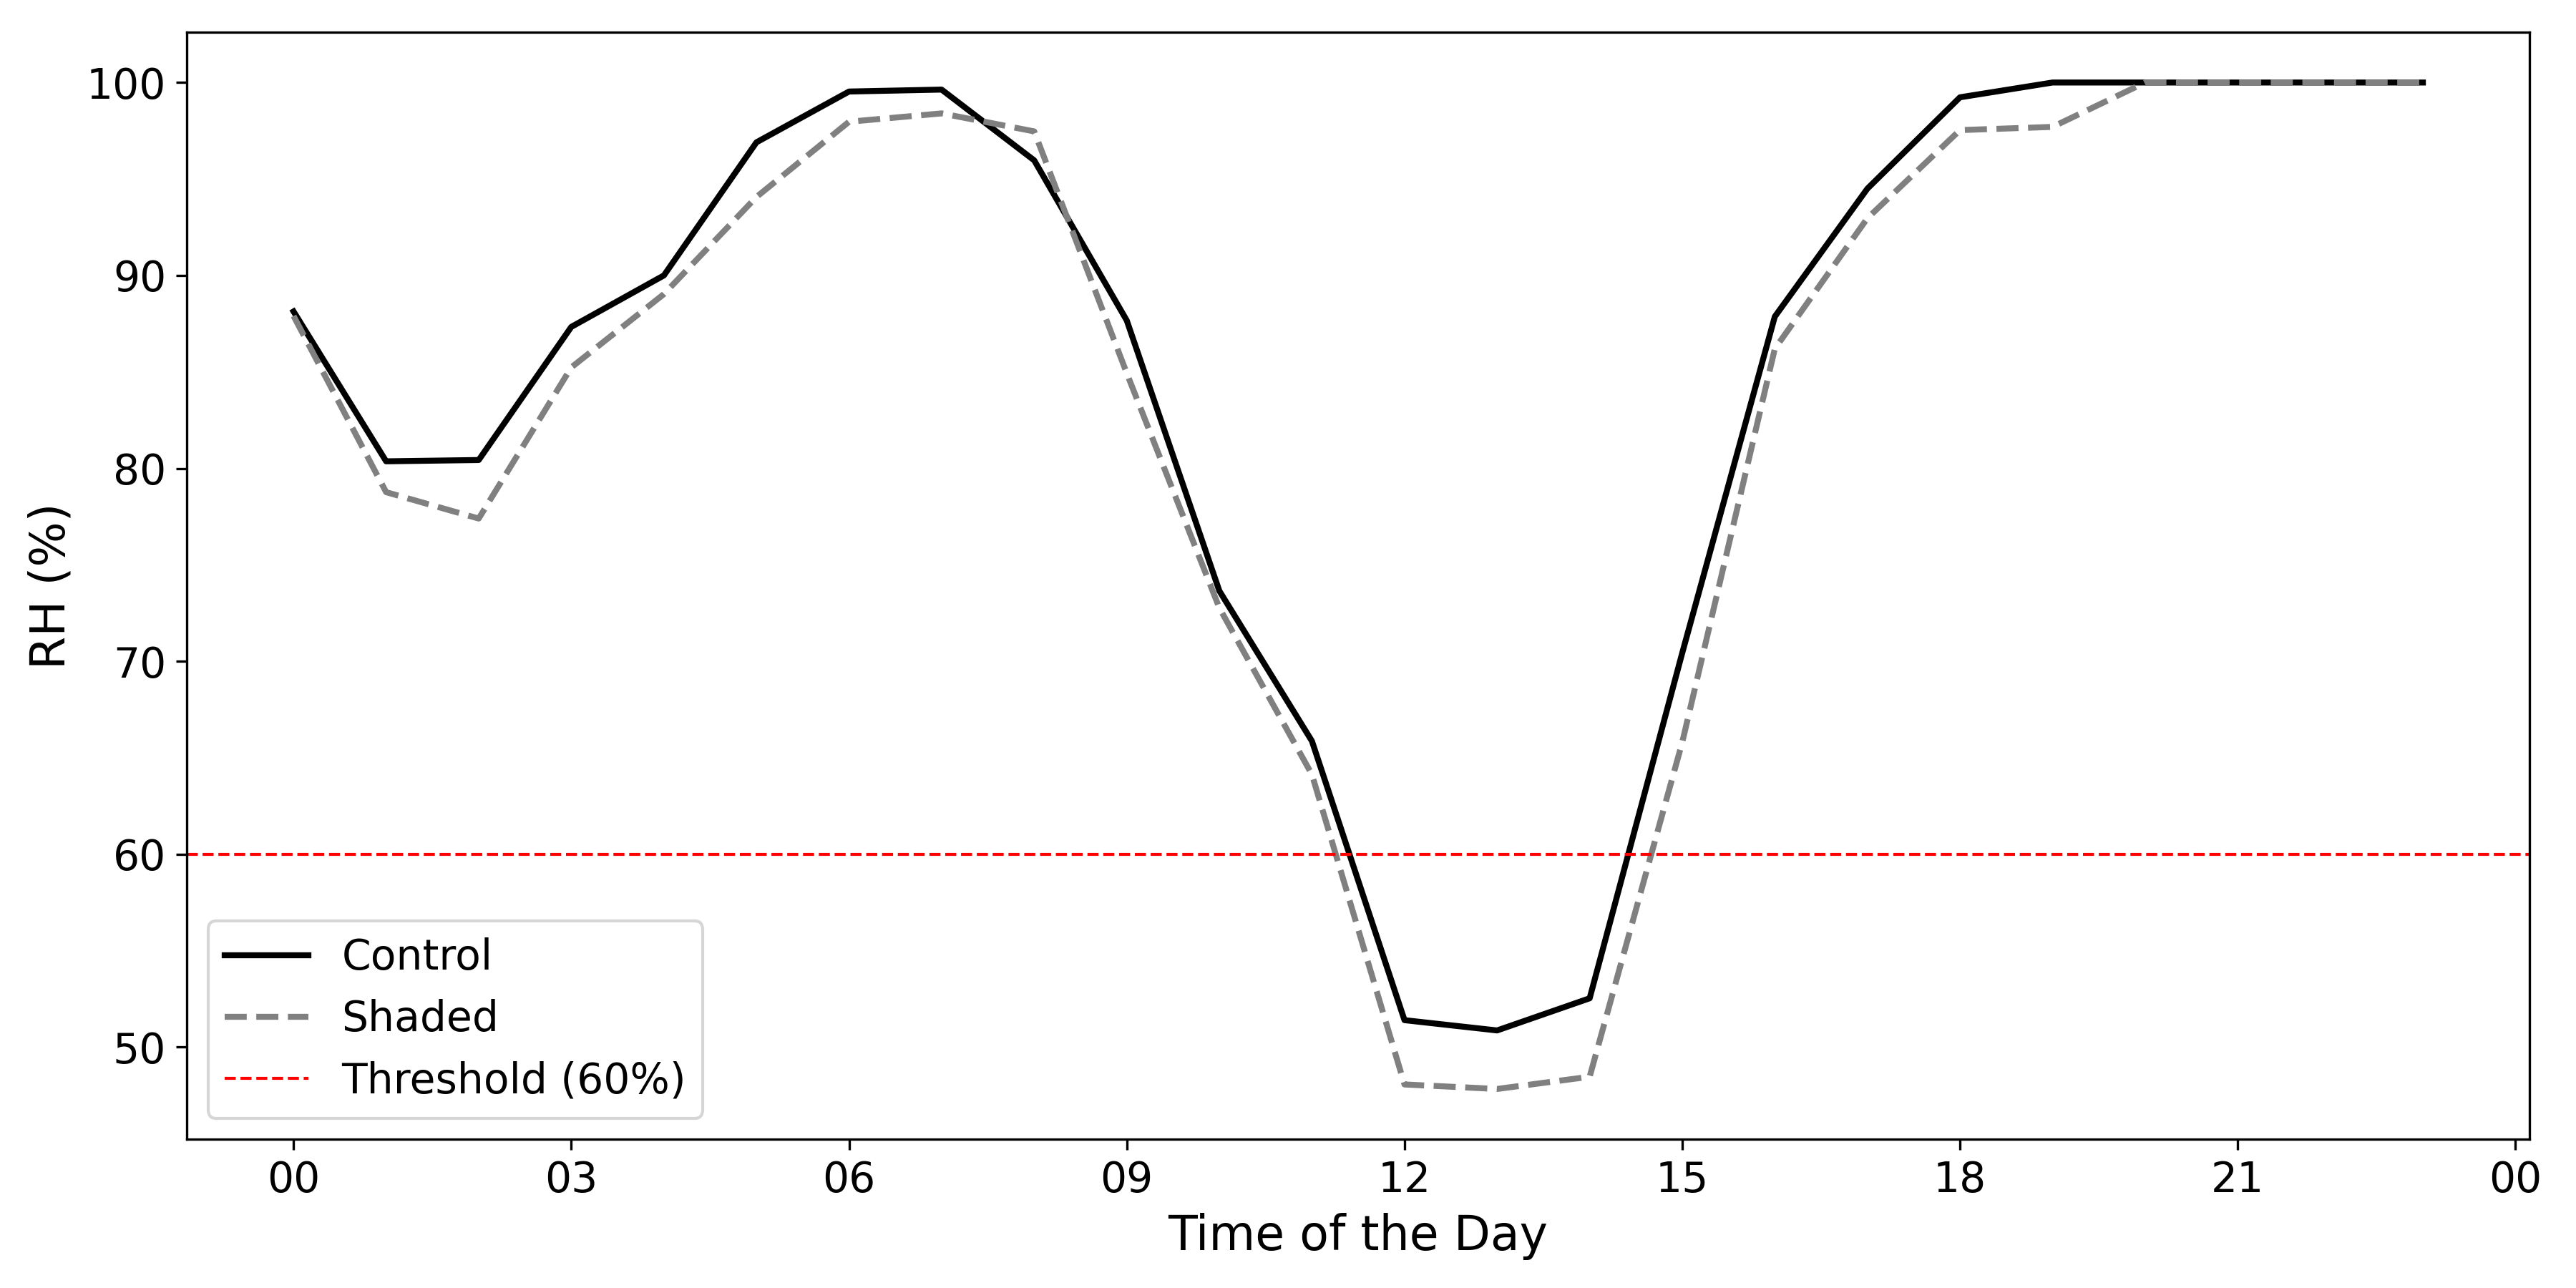 100
90
80
70
60
50
RH (%)
Control
Shaded
Threshold (60%)
00 03 06 09 12 15 18 21 00
Time of the Day